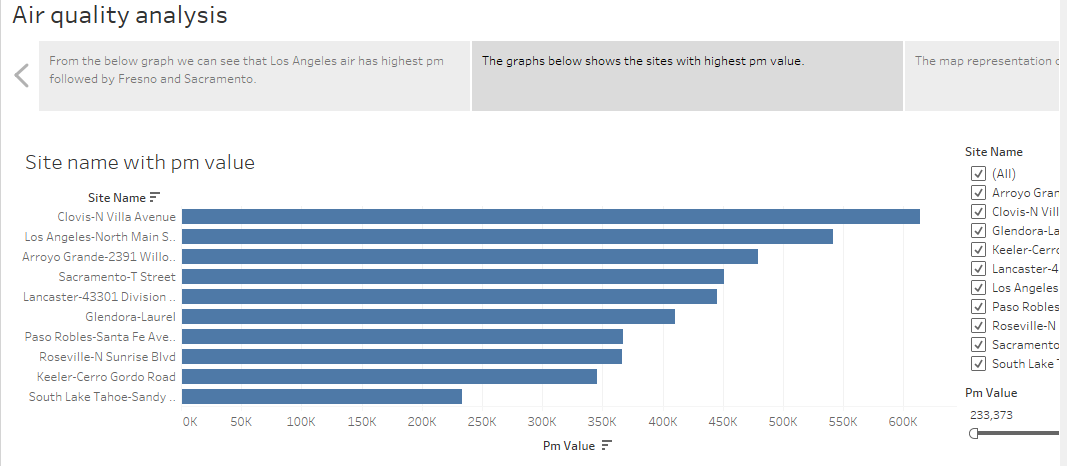 Air quality analysis
From the below graph we can see that Los Angeles air has highest pm
followed by Fresno and Sacramento.
The graphs below shows the sites with highest pm value.
The map representation
Site name with pm value
Site Name
Clovis-N Villa Avenue
Los Angeles-North Main S..
Arroyo Grande-2391 Willo..
Sacramento-T Street
Lancaster-43301 Division ..
Glendora-Laurel
Paso Robles-Santa Fe Ave..
Roseville-N Sunrise Blvd
Keeler-Cerro Gordo Road
South Lake Tahoe-Sandy ..
0K 50K 100K 150K 200K 250K 300K 350K 400K 450K 500K 550K 600K
Pm Value
Site Name
(All)
Arroyo Gran
Clovis-N Vill
Glendora-La
Keeler-Cerro
Lancaster-4
Los Angeles
Paso Robles
Roseville-N
Sacramento
South Lake T
Pm Value
233,373